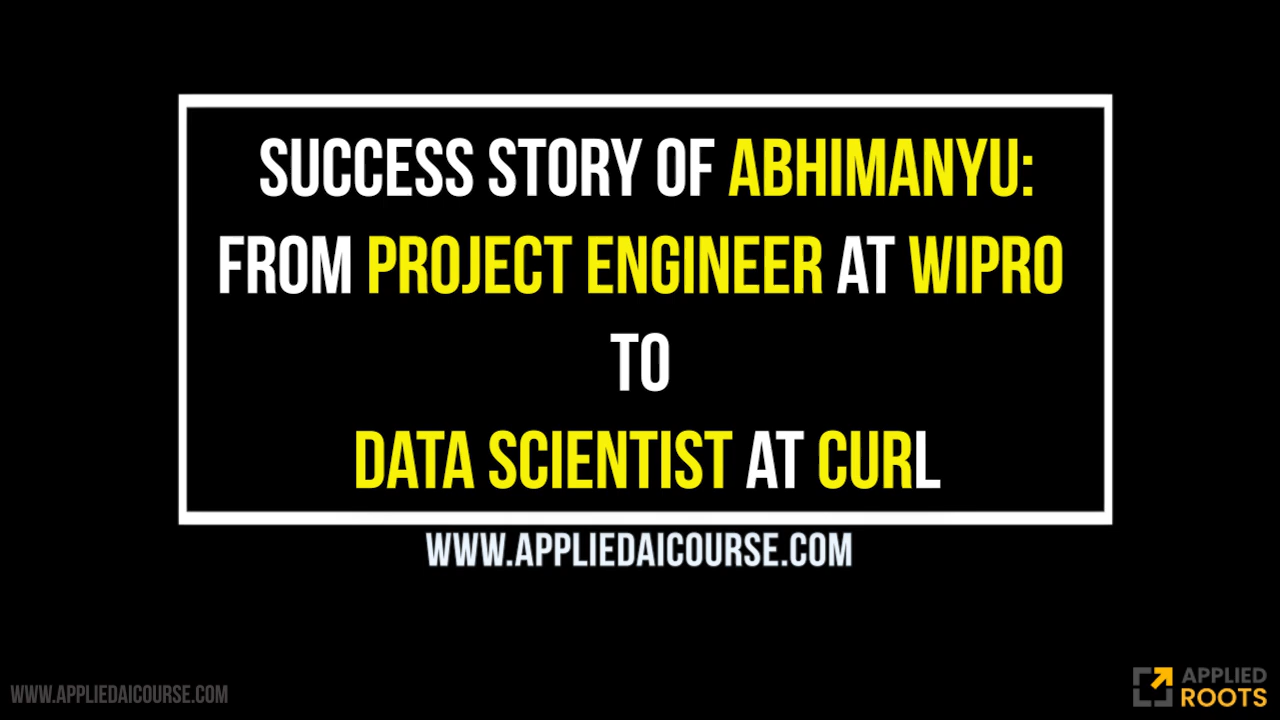 SUCCESS STORY OF ABHIMANYU:
FROM PROJECT ENGINEER AT WIPRO
TO
DATA SCIENTIST AT CURL
WWW.APPLIEDAICOURSE.COM
WWW.APPLIEDAICOURSE.COM
APPLIED
ROOTS